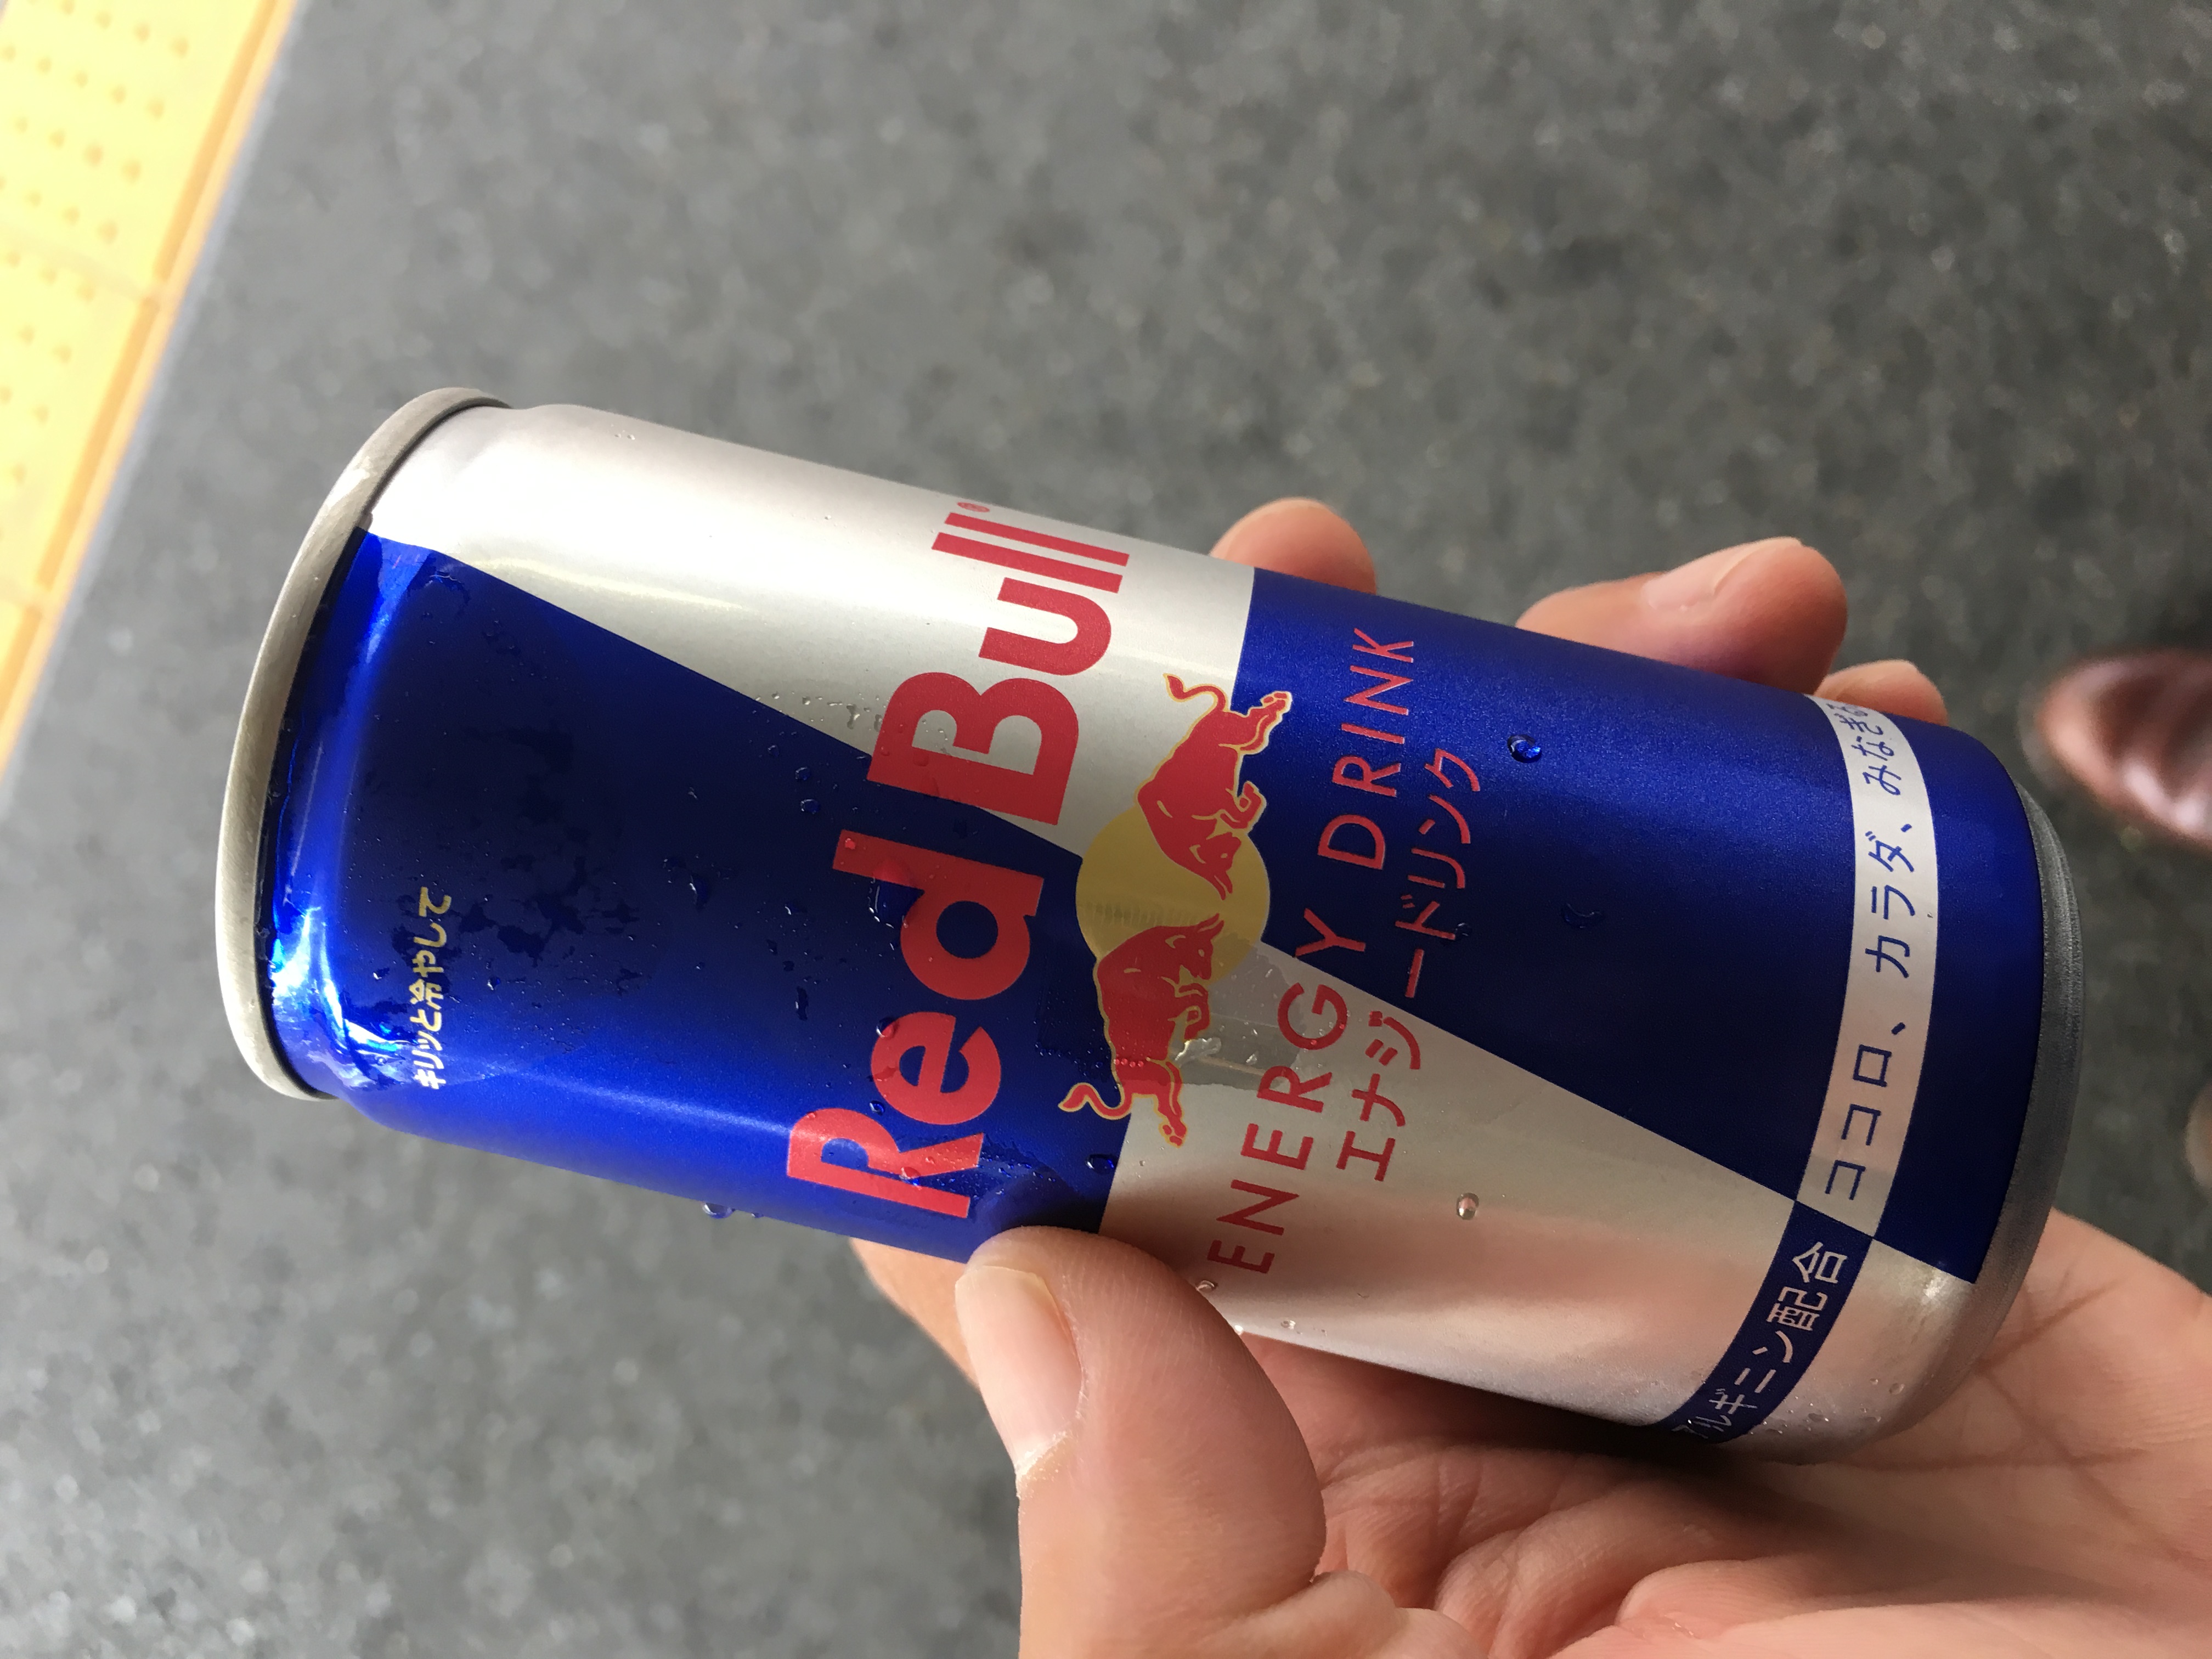 キリッと冷やして
Red Bull®
ENERGY DRINK
エナジードリンク
アルギニン配合
ココロ、カラダ、みなぎる